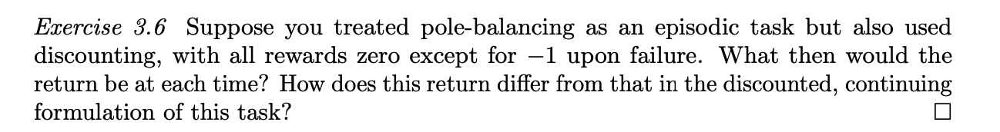 Exercise 3.6 Suppose you treated pole-balancing as an episodic task but also used
discounting, with all rewards zero except for −1 upon failure. What then would the
return be at each time? How does this return differ from that in the discounted, continuing
formulation of this task? □